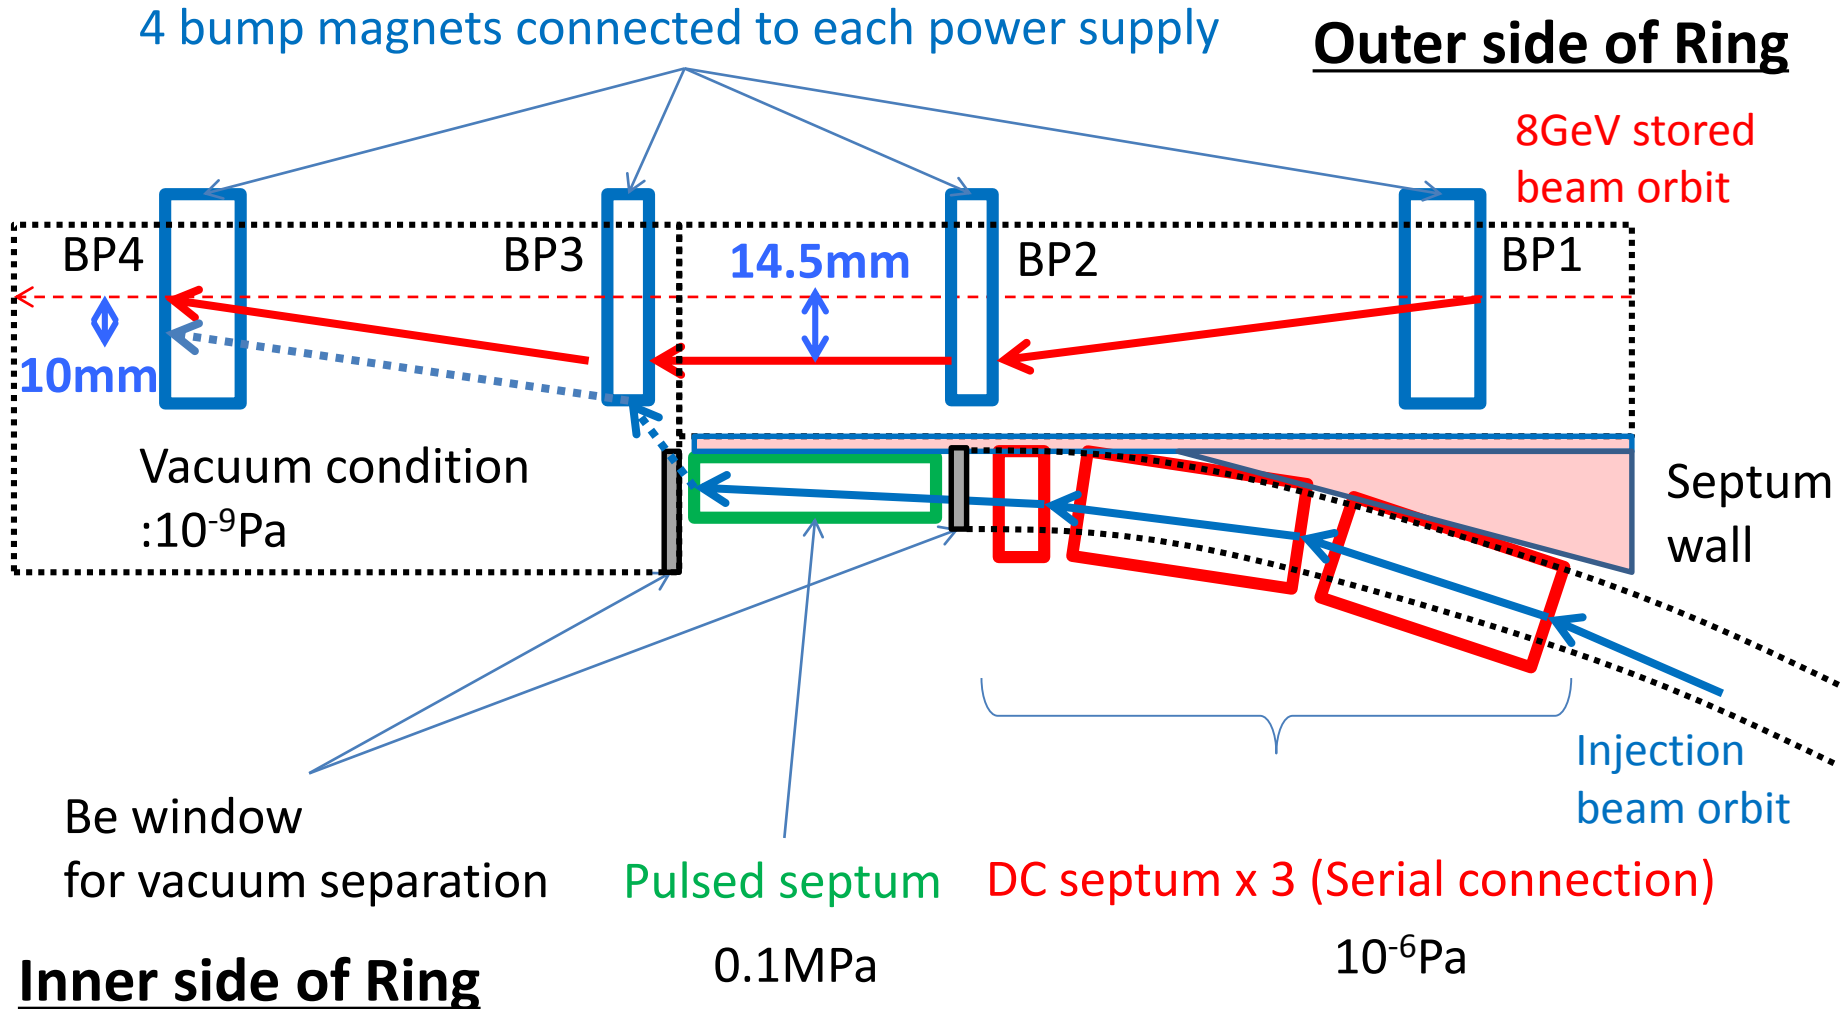 4 bump magnets connected to each power supply
Outer side of Ring
8GeV stored
beam orbit
BP4
BP3
14.5mm
BP2
BP1
10mm
Vacuum condition
:10⁻⁹Pa
Septum
wall
Injection
beam orbit
Be window
for vacuum separation
Pulsed septum
DC septum x 3 (Serial connection)
0.1MPa
10⁻⁶Pa
Inner side of Ring